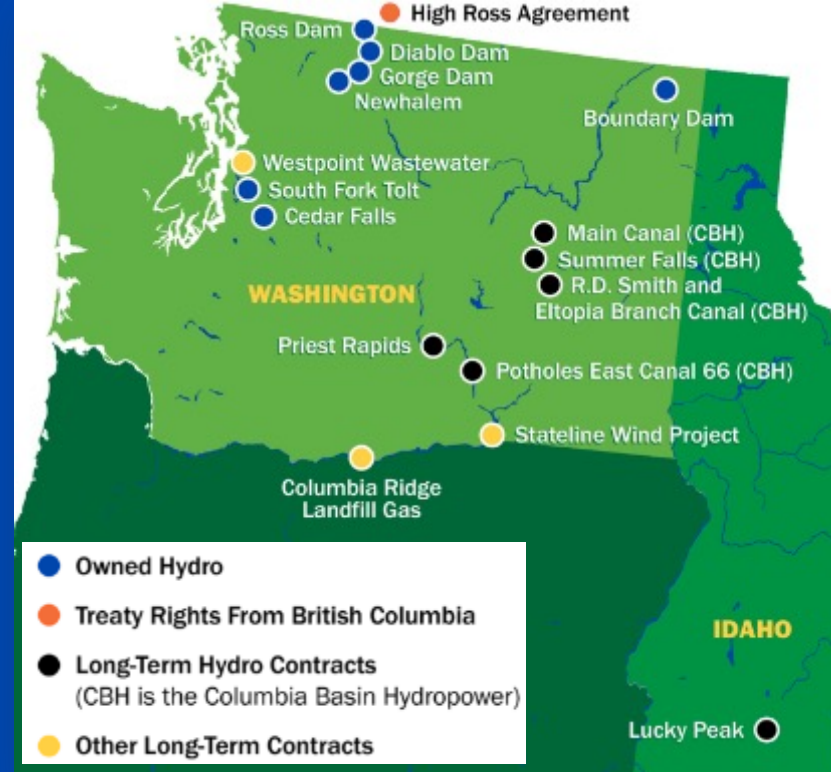 High Ross Agreement
Ross Dam
Diablo Dam
Gorge Dam
Newhalem
Boundary Dam
Westpoint Wastewater
South Fork Tolt
Cedar Falls
Main Canal (CBH)
Summer Falls (CBH)
R.D. Smith and
Eltopia Branch Canal (CBH)
WASHINGTON
Priest Rapids
Potholes East Canal 66 (CBH)
Stateline Wind Project
Columbia Ridge
Landfill Gas
Owned Hydro
Treaty Rights From British Columbia
Long-Term Hydro Contracts
(CBH is the Columbia Basin Hydropower)
Other Long-Term Contracts
IDAHO
Lucky Peak